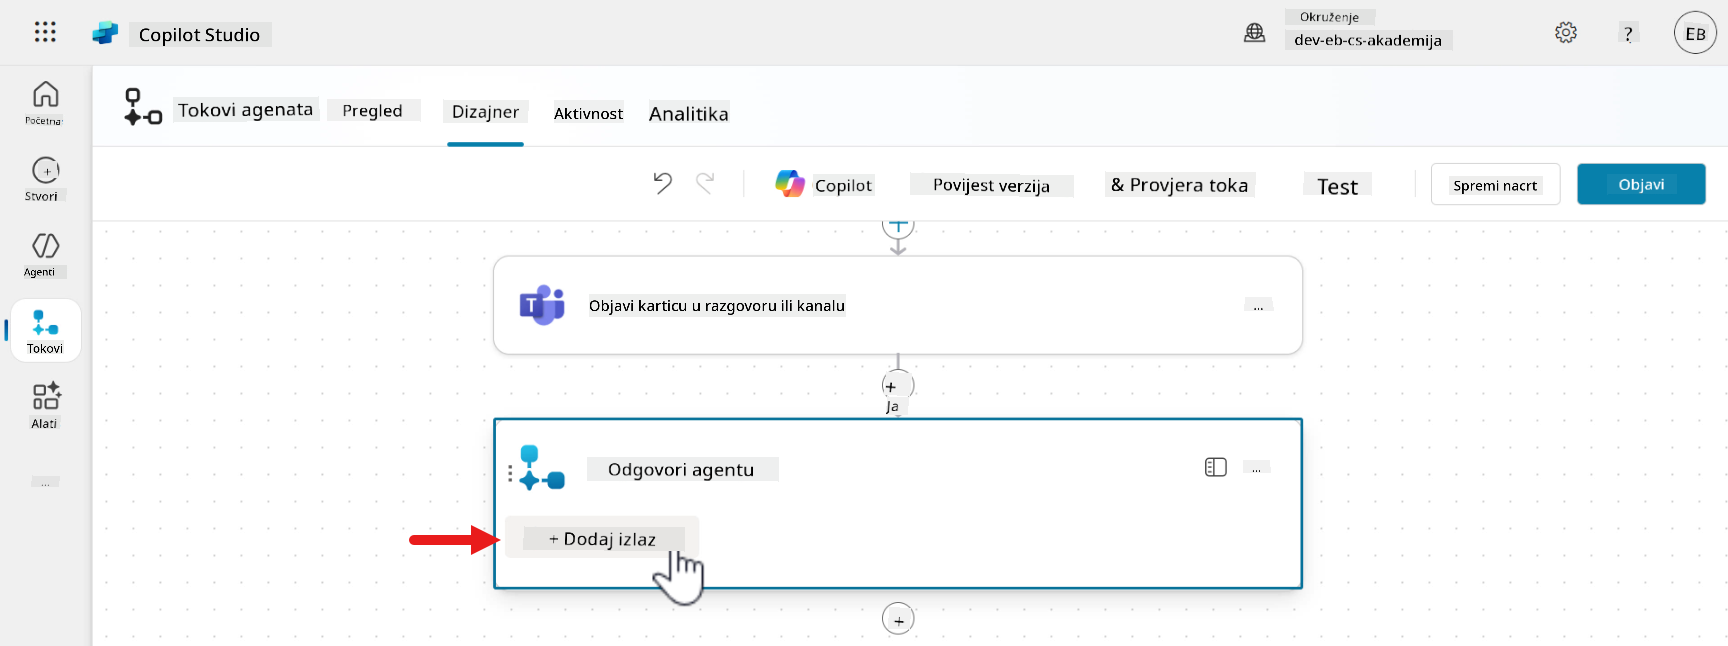 Copilot Studio
Okruženje
dev-eb-cs-akademija
?
EB
Početna
Tokovi agenata
Pregled
Dizajner
Aktivnost
Analitika
Stvori
Copilot
Povijest verzija
& Provjera toka
Test
Spremi nacrt
Objavi
Agenti
T
Objavi karticu u razgovoru ili kanalu
...
Tokovi
+
Ja
Alati
...
Odgovori agentu
...
+ Dodaj izlaz
+